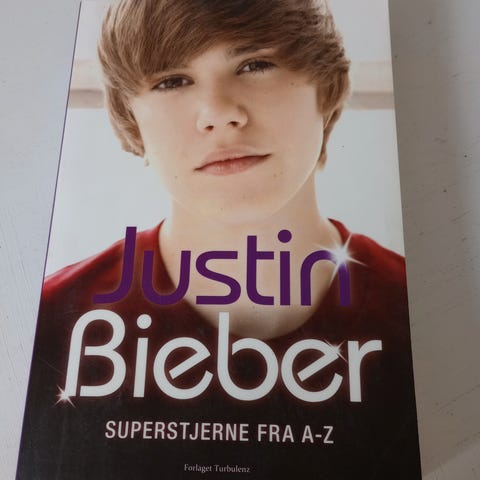 Justin
Bieber
SUPERSTJERNE FRA A-Z
Forlaget Turbulenz